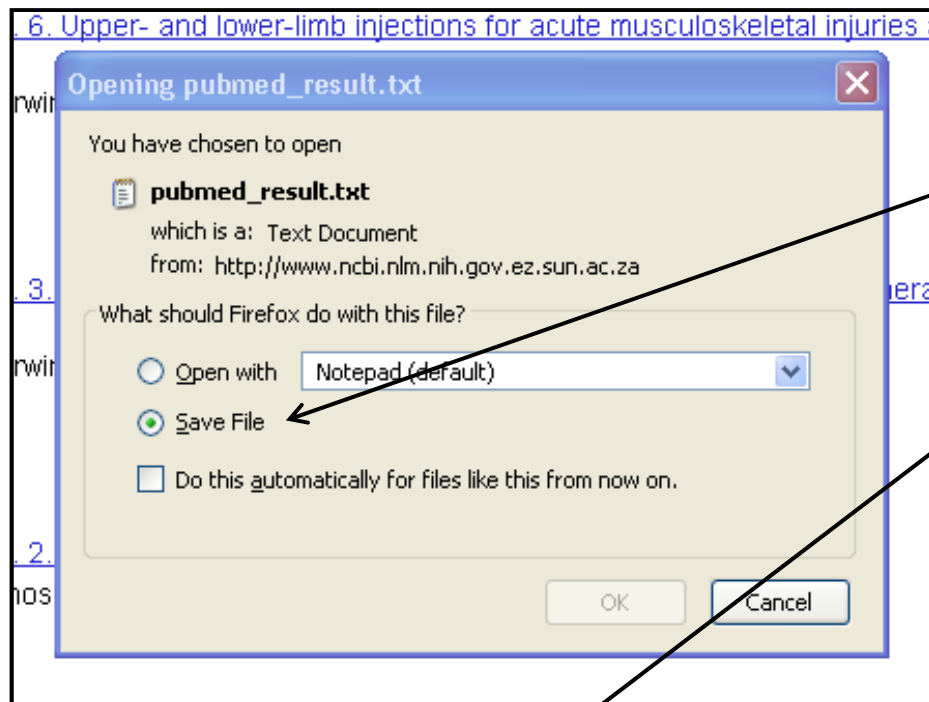 . 6. Upper- and lower-limb injections for acute musculoskeletal injuries
Opening pubmed_result.txt
You have chosen to open
pubmed_result.txt
which is a: Text Document
from: http://www.ncbi.nlm.nih.gov.ez.sun.ac.za
. 3.
What should Firefox do with this file?
Open with Notepad (default)
Save File
Do this automatically for files like this from now on.
. 2.
OK Cancel